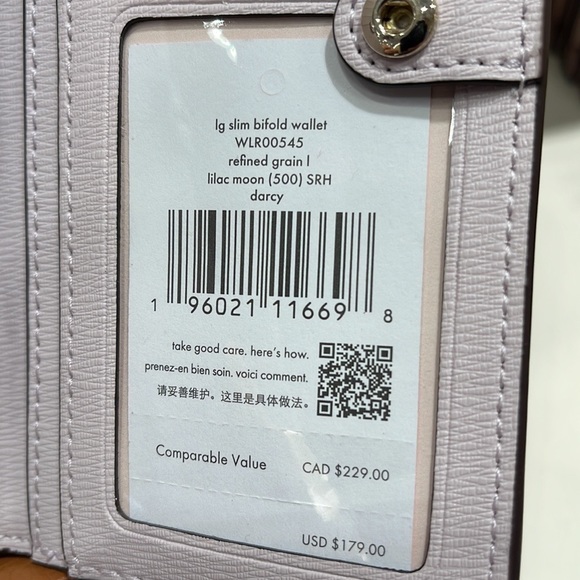 lg slim bifold wallet
WLR00545
refined grain l
lilac moon (500) SRH
darcy
1 96021 11669 8
take good care. here's how.
prenez-en bien soin. voici comment.
请妥善维护。这里是具体做法。
Comparable Value CAD $229.00
USD $179.00